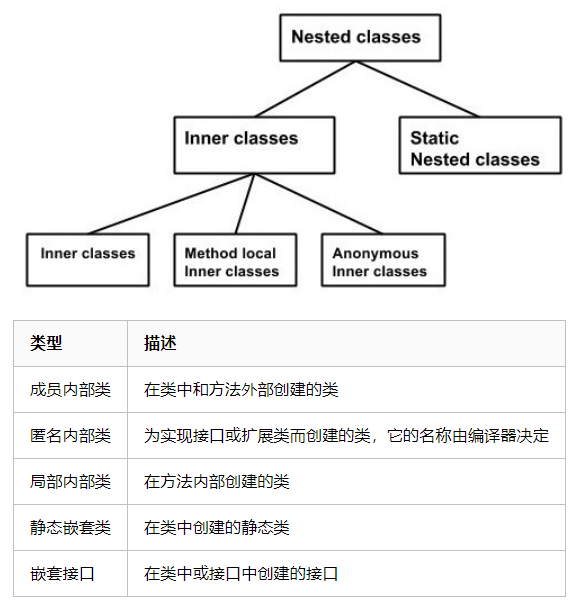 Nested classes
Inner classes
Static
Nested classes
Inner classes
Method local
Inner classes
Anonymous
Inner classes
类型 描述
成员内部类 在类中和方法外部创建的类
匿名内部类 为实现接口或扩展类而创建的类，它的名称由编译器决定
局部内部类 在方法内部创建的类
静态嵌套类 在类中创建的静态类
嵌套接口 在类中或接口中创建的接口